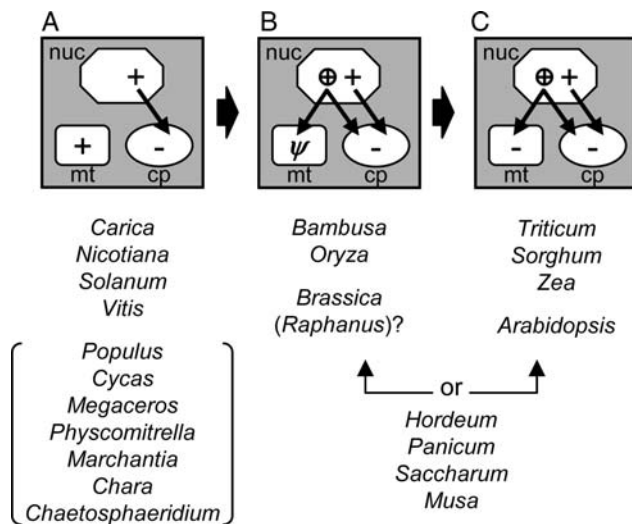 A
nuc
+
+
-
mt
cp
B
nuc
⊕ +
ψ
-
mt
cp
C
nuc
⊕ +
-
-
mt
cp
Carica
Nicotiana
Solanum
Vitis
Populus
Cycas
Megaceros
Physcomitrella
Marchantia
Chara
Chaetosphaeridium
Bambusa
Oryza
Brassica
(Raphanus)?
Triticum
Sorghum
Zea
Arabidopsis
or
Hordeum
Panicum
Saccharum
Musa